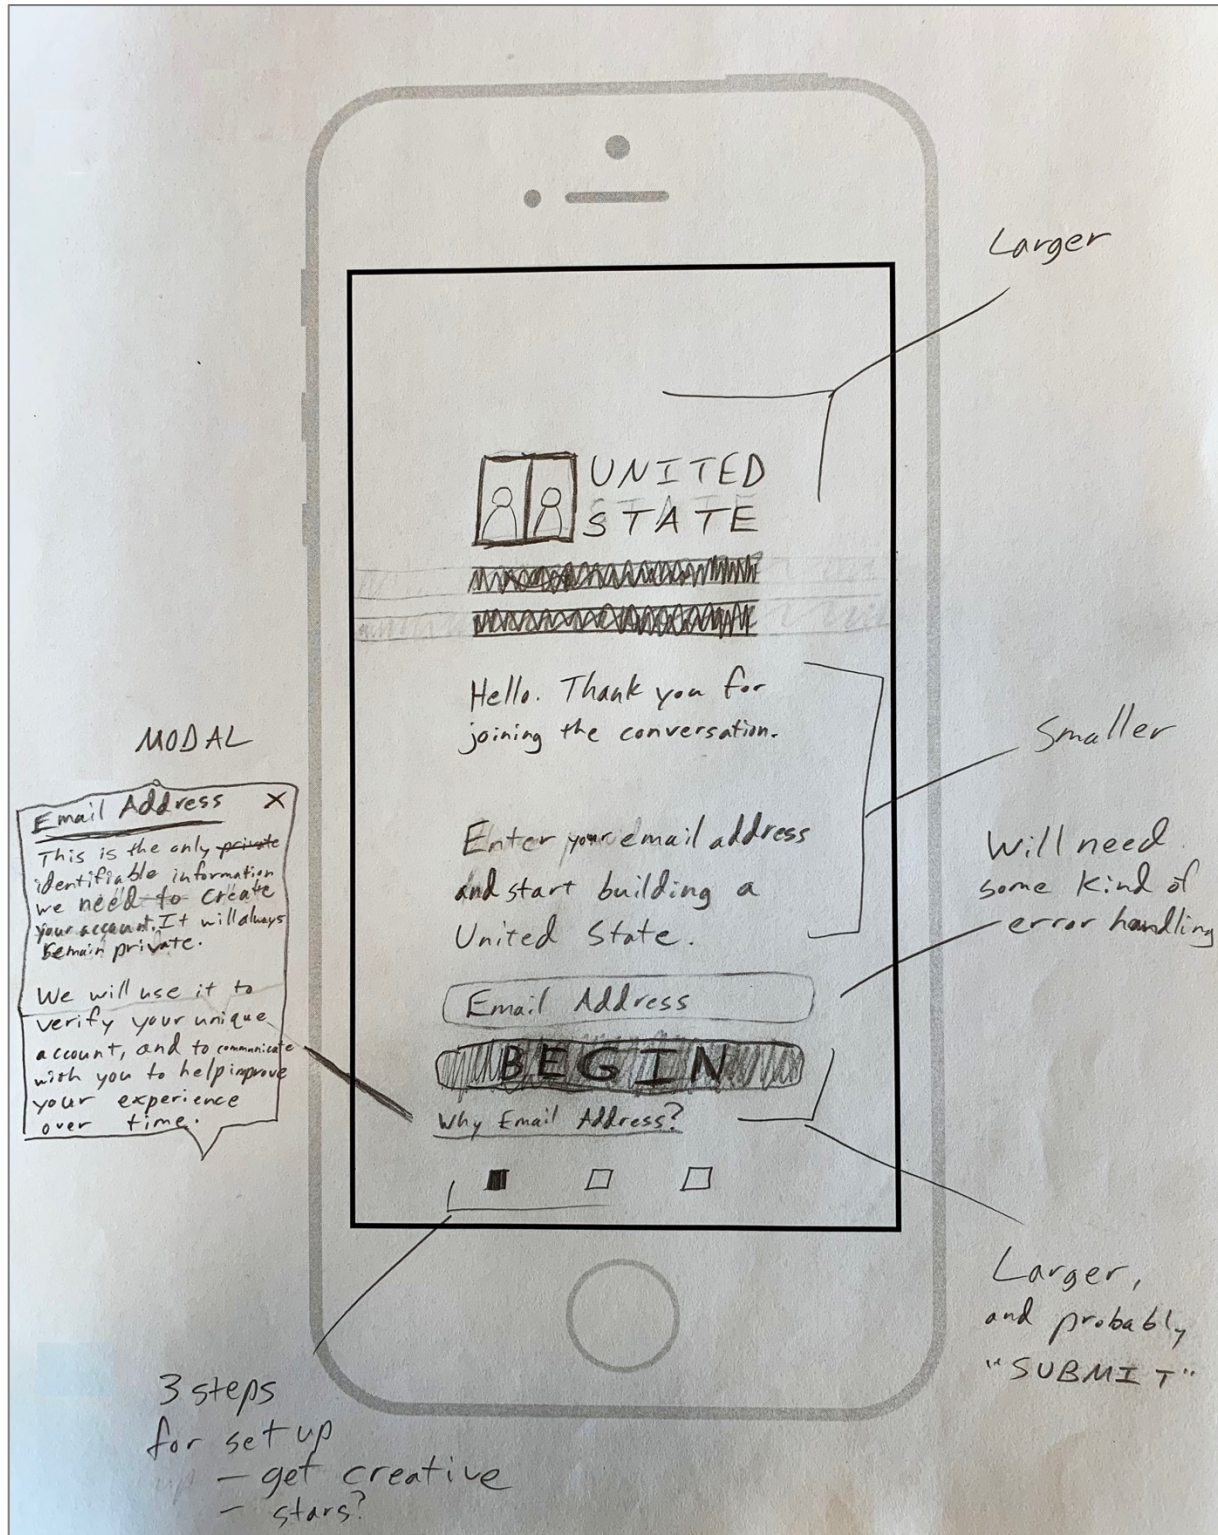 Larger
UNITED
STATE
Hello. Thank you for
joining the conversation.
Smaller
Enter your email address
and start building a
United State.
Will need
some kind of
error handling
Email Address
BEGIN
Why Email Address?
Larger,
and probably
"SUBMIT"
MODAL
Email Address X
This is the only private
identifiable information
we need to create
your account. It will always
remain private.
We will use it to
verify your unique
account, and to communicate
with you to help improve
your experience
over time.
3 steps
for set up
- get creative
- stars?